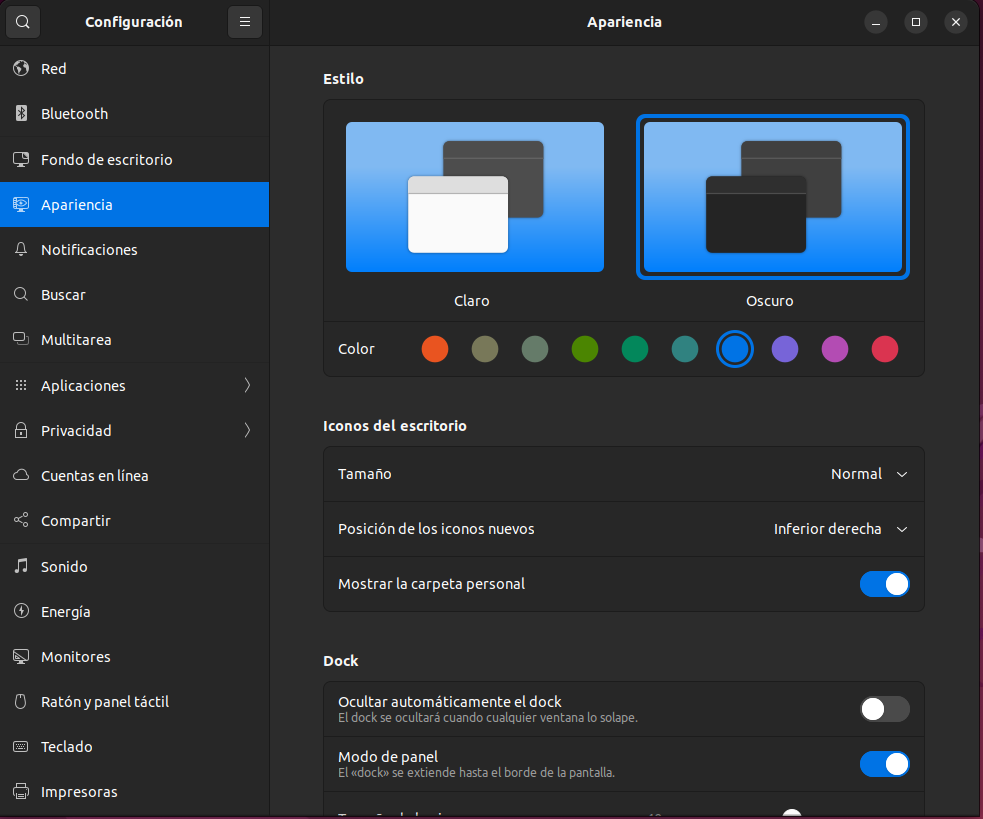 Configuración
Apariencia
Red
Bluetooth
Fondo de escritorio
Apariencia
Notificaciones
Buscar
Multitarea
Aplicaciones
Privacidad
Cuentas en línea
Compartir
Sonido
Energía
Monitores
Ratón y panel táctil
Teclado
Impresoras
Estilo
Claro
Oscuro
Color
Iconos del escritorio
Tamaño
Normal
Posición de los iconos nuevos
Inferior derecha
Mostrar la carpeta personal
Dock
Ocultar automáticamente el dock
El dock se ocultará cuando cualquier ventana lo solape.
Modo de panel
El «dock» se extiende hasta el borde de la pantalla.